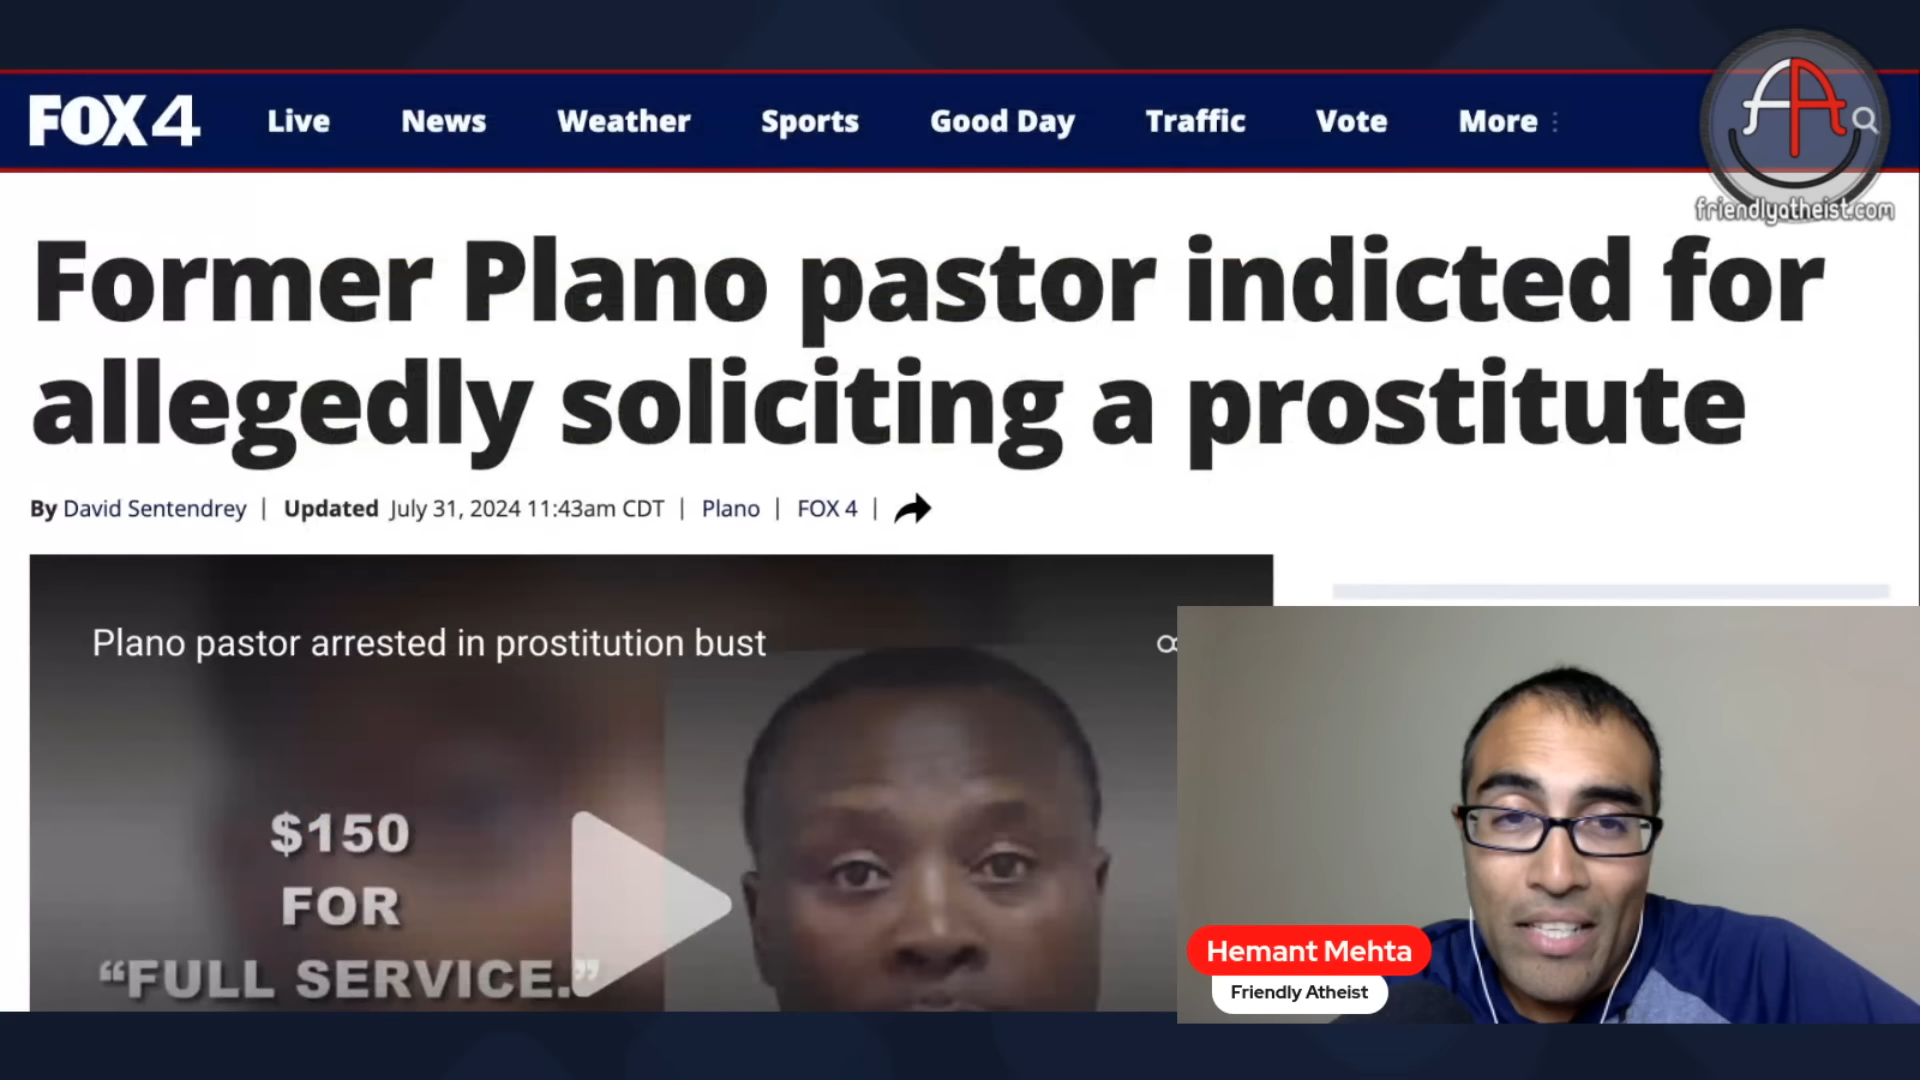 FOX 4 Live News Weather Sports Good Day Traffic Vote More
friendlyatheist.com
Former Plano pastor indicted for
allegedly soliciting a prostitute
By David Sentendrey | Updated July 31, 2024 11:43am CDT | Plano | FOX 4 |
Plano pastor arrested in prostitution bust
$150
FOR
“FULL SERVICE.”
Hemant Mehta
Friendly Atheist